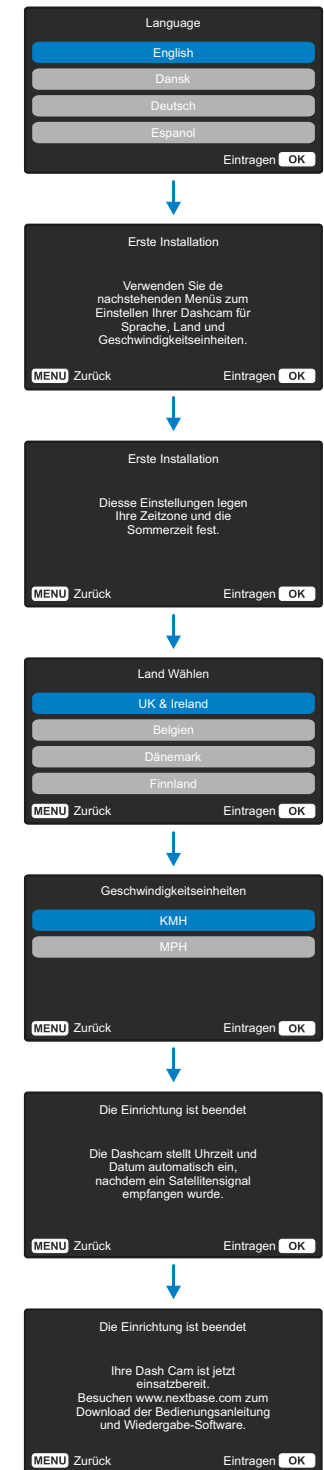 Language
English
Dansk
Deutsch
Espanol
Eintragen OK
Erste Installation
Verwenden Sie de
nachstehenden Menüs zum
Einstellen Ihrer Dashcam für
Sprache, Land und
Geschwindigkeitseinheiten.
MENU Zurück Eintragen OK
Erste Installation
Diesse Einstellungen legen
Ihre Zeitzone und die
Sommerzeit fest.
MENU Zurück Eintragen OK
Land Wählen
UK & Ireland
Belgien
Dänemark
Finnland
MENU Zurück Eintragen OK
Geschwindigkeitseinheiten
KMH
MPH
MENU Zurück Eintragen OK
Die Einrichtung ist beendet
Die Dashcam stellt Uhrzeit und
Datum automatisch ein,
nachdem ein Satellitensignal
empfangen wurde.
MENU Zurück Eintragen OK
Die Einrichtung ist beendet
Ihre Dash Cam ist jetzt
einsatzbereit.
Besuchen www.nextbase.com zum
Download der Bedienungsanleitung
und Wiedergabe-Software.
MENU Zurück Eintragen OK